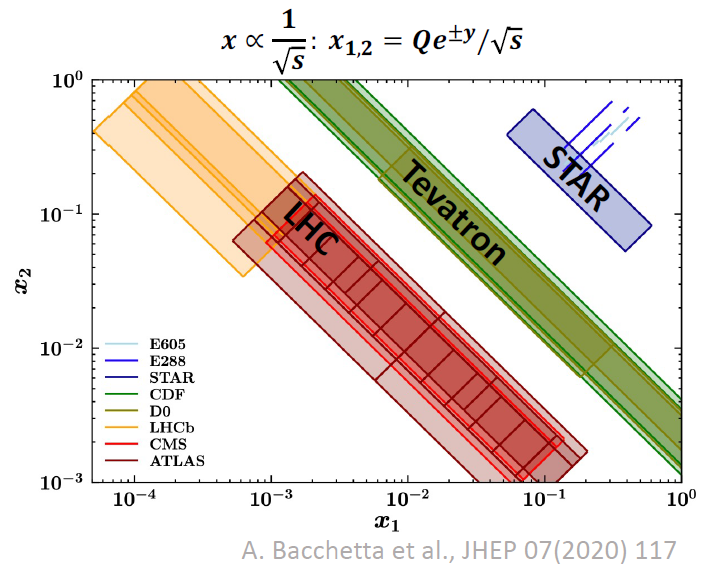 x ∝ 1/√s: x₁,₂ = Qe^{±y}/√s
10⁰
10⁻¹
10⁻²
10⁻³
x₂
LHC
Tevatron
STAR
E605
E288
STAR
CDF
D0
LHCb
CMS
ATLAS
10⁻⁴
10⁻³
10⁻²
10⁻¹
10⁰
x₁
A. Bacchetta et al., JHEP 07(2020) 117